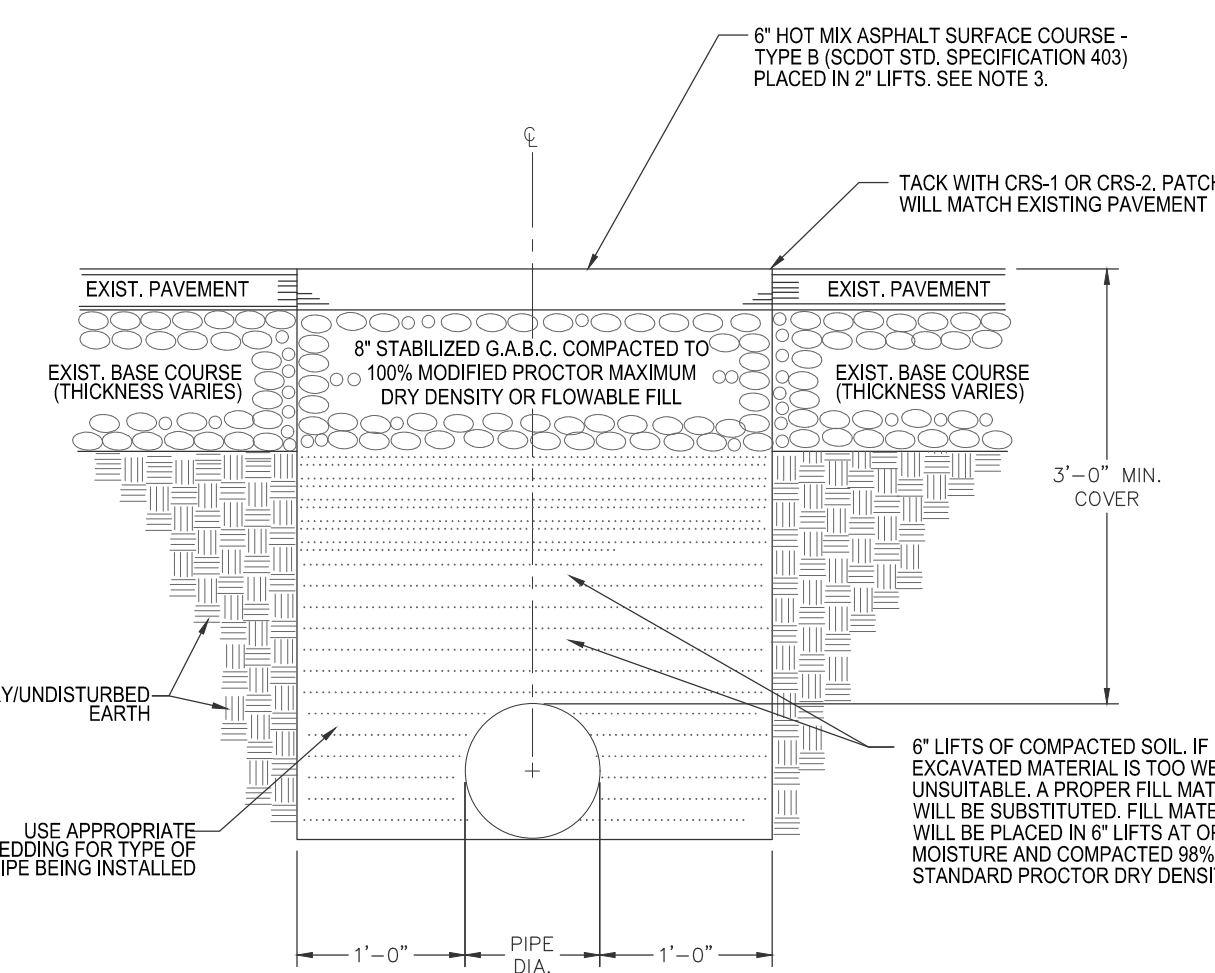 6" HOT MIX ASPHALT SURFACE COURSE -
TYPE B (SCDOT STD. SPECIFICATION 403)
PLACED IN 2" LIFTS. SEE NOTE 3.
℄
TACK WITH CRS-1 OR CRS-2. PATCH
WILL MATCH EXISTING PAVEMENT
EXIST. PAVEMENT
EXIST. PAVEMENT
8" STABILIZED G.A.B.C. COMPACTED TO
100% MODIFIED PROCTOR MAXIMUM
DRY DENSITY OR FLOWABLE FILL
EXIST. BASE COURSE
(THICKNESS VARIES)
EXIST. BASE COURSE
(THICKNESS VARIES)
3'-0" MIN.
COVER
/UNDISTURBED
EARTH
6" LIFTS OF COMPACTED SOIL. IF
EXCAVATED MATERIAL IS TOO
UNSUITABLE. A PROPER FILL
WILL BE SUBSTITUTED. FILL
WILL BE PLACED IN 6" LIFTS AT
MOISTURE AND COMPACTED 98%
STANDARD PROCTOR DRY
USE APPROPRIATE
EDDING FOR TYPE OF
IPE BEING INSTALLED
1'-0"
PIPE
DIA.
1'-0"